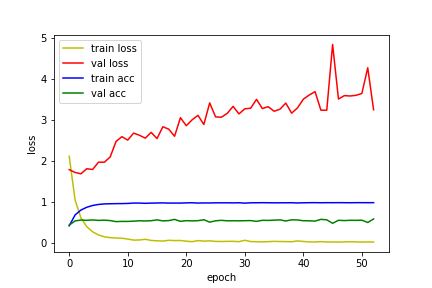 train loss
val loss
train acc
val acc
5
4
3
2
1
0
loss
0 10 20 30 40 50
epoch